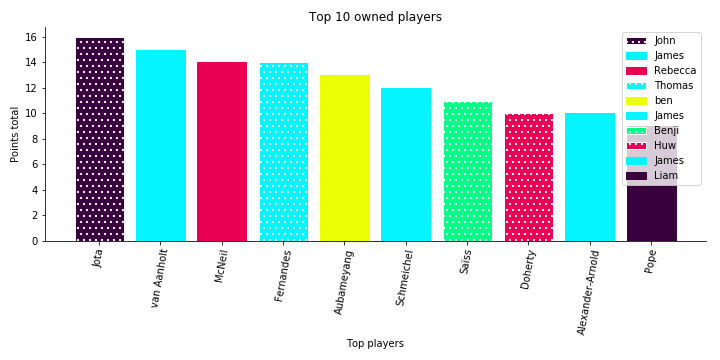 Top 10 owned players
Points total
16
14
12
10
8
6
4
2
0
John
James
Rebecca
Thomas
ben
James
Benji
Huw
James
Liam
Jota
van Aanholt
McNeil
Fernandes
Aubameyang
Schmeichel
Saïss
Doherty
Alexander-Arnold
Pope
Top players